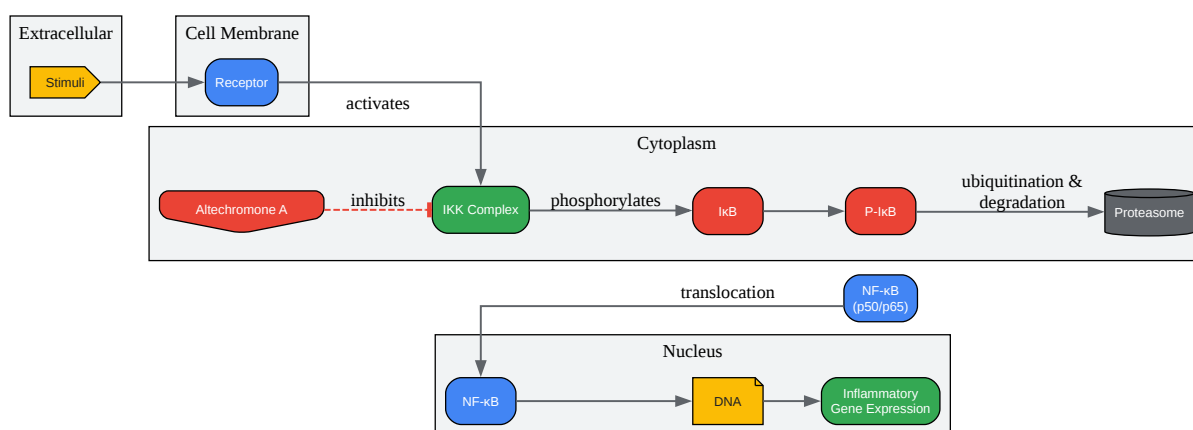 Extracellular
Cell Membrane
Stimuli
Receptor
activates
Cytoplasm
Altechromone A
inhibits
IKK Complex
phosphorylates
IκB
P-IκB
ubiquitination &
degradation
Proteasome
translocation
NF-κB
(p50/p65)
Nucleus
NF-κB
DNA
Inflammatory
Gene Expression